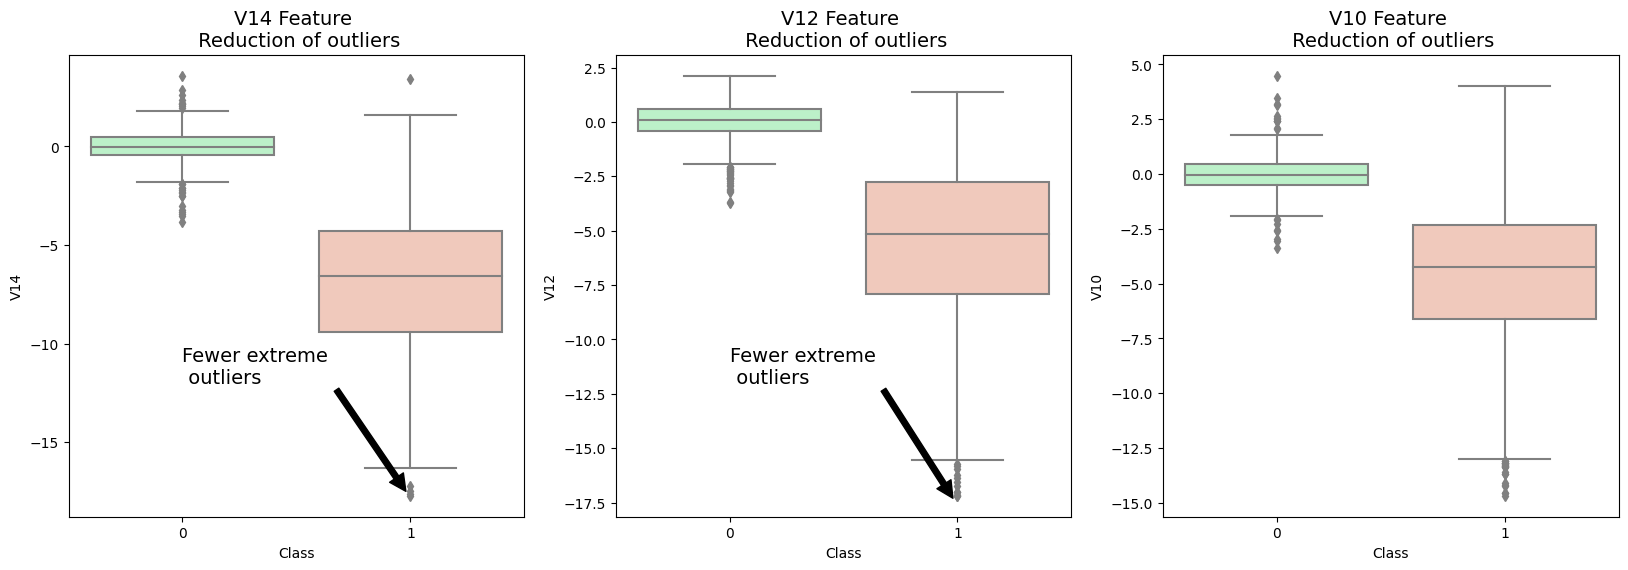 V14 Feature
Reduction of outliers
0
−5
−10
−15
V14
Fewer extreme
outliers
0
1
Class
V12 Feature
Reduction of outliers
2.5
0.0
−2.5
−5.0
−7.5
−10.0
−12.5
−15.0
−17.5
V12
Fewer extreme
outliers
0
1
Class
V10 Feature
Reduction of outliers
5.0
2.5
0.0
−2.5
−5.0
−7.5
−10.0
−12.5
−15.0
V10
0
1
Class